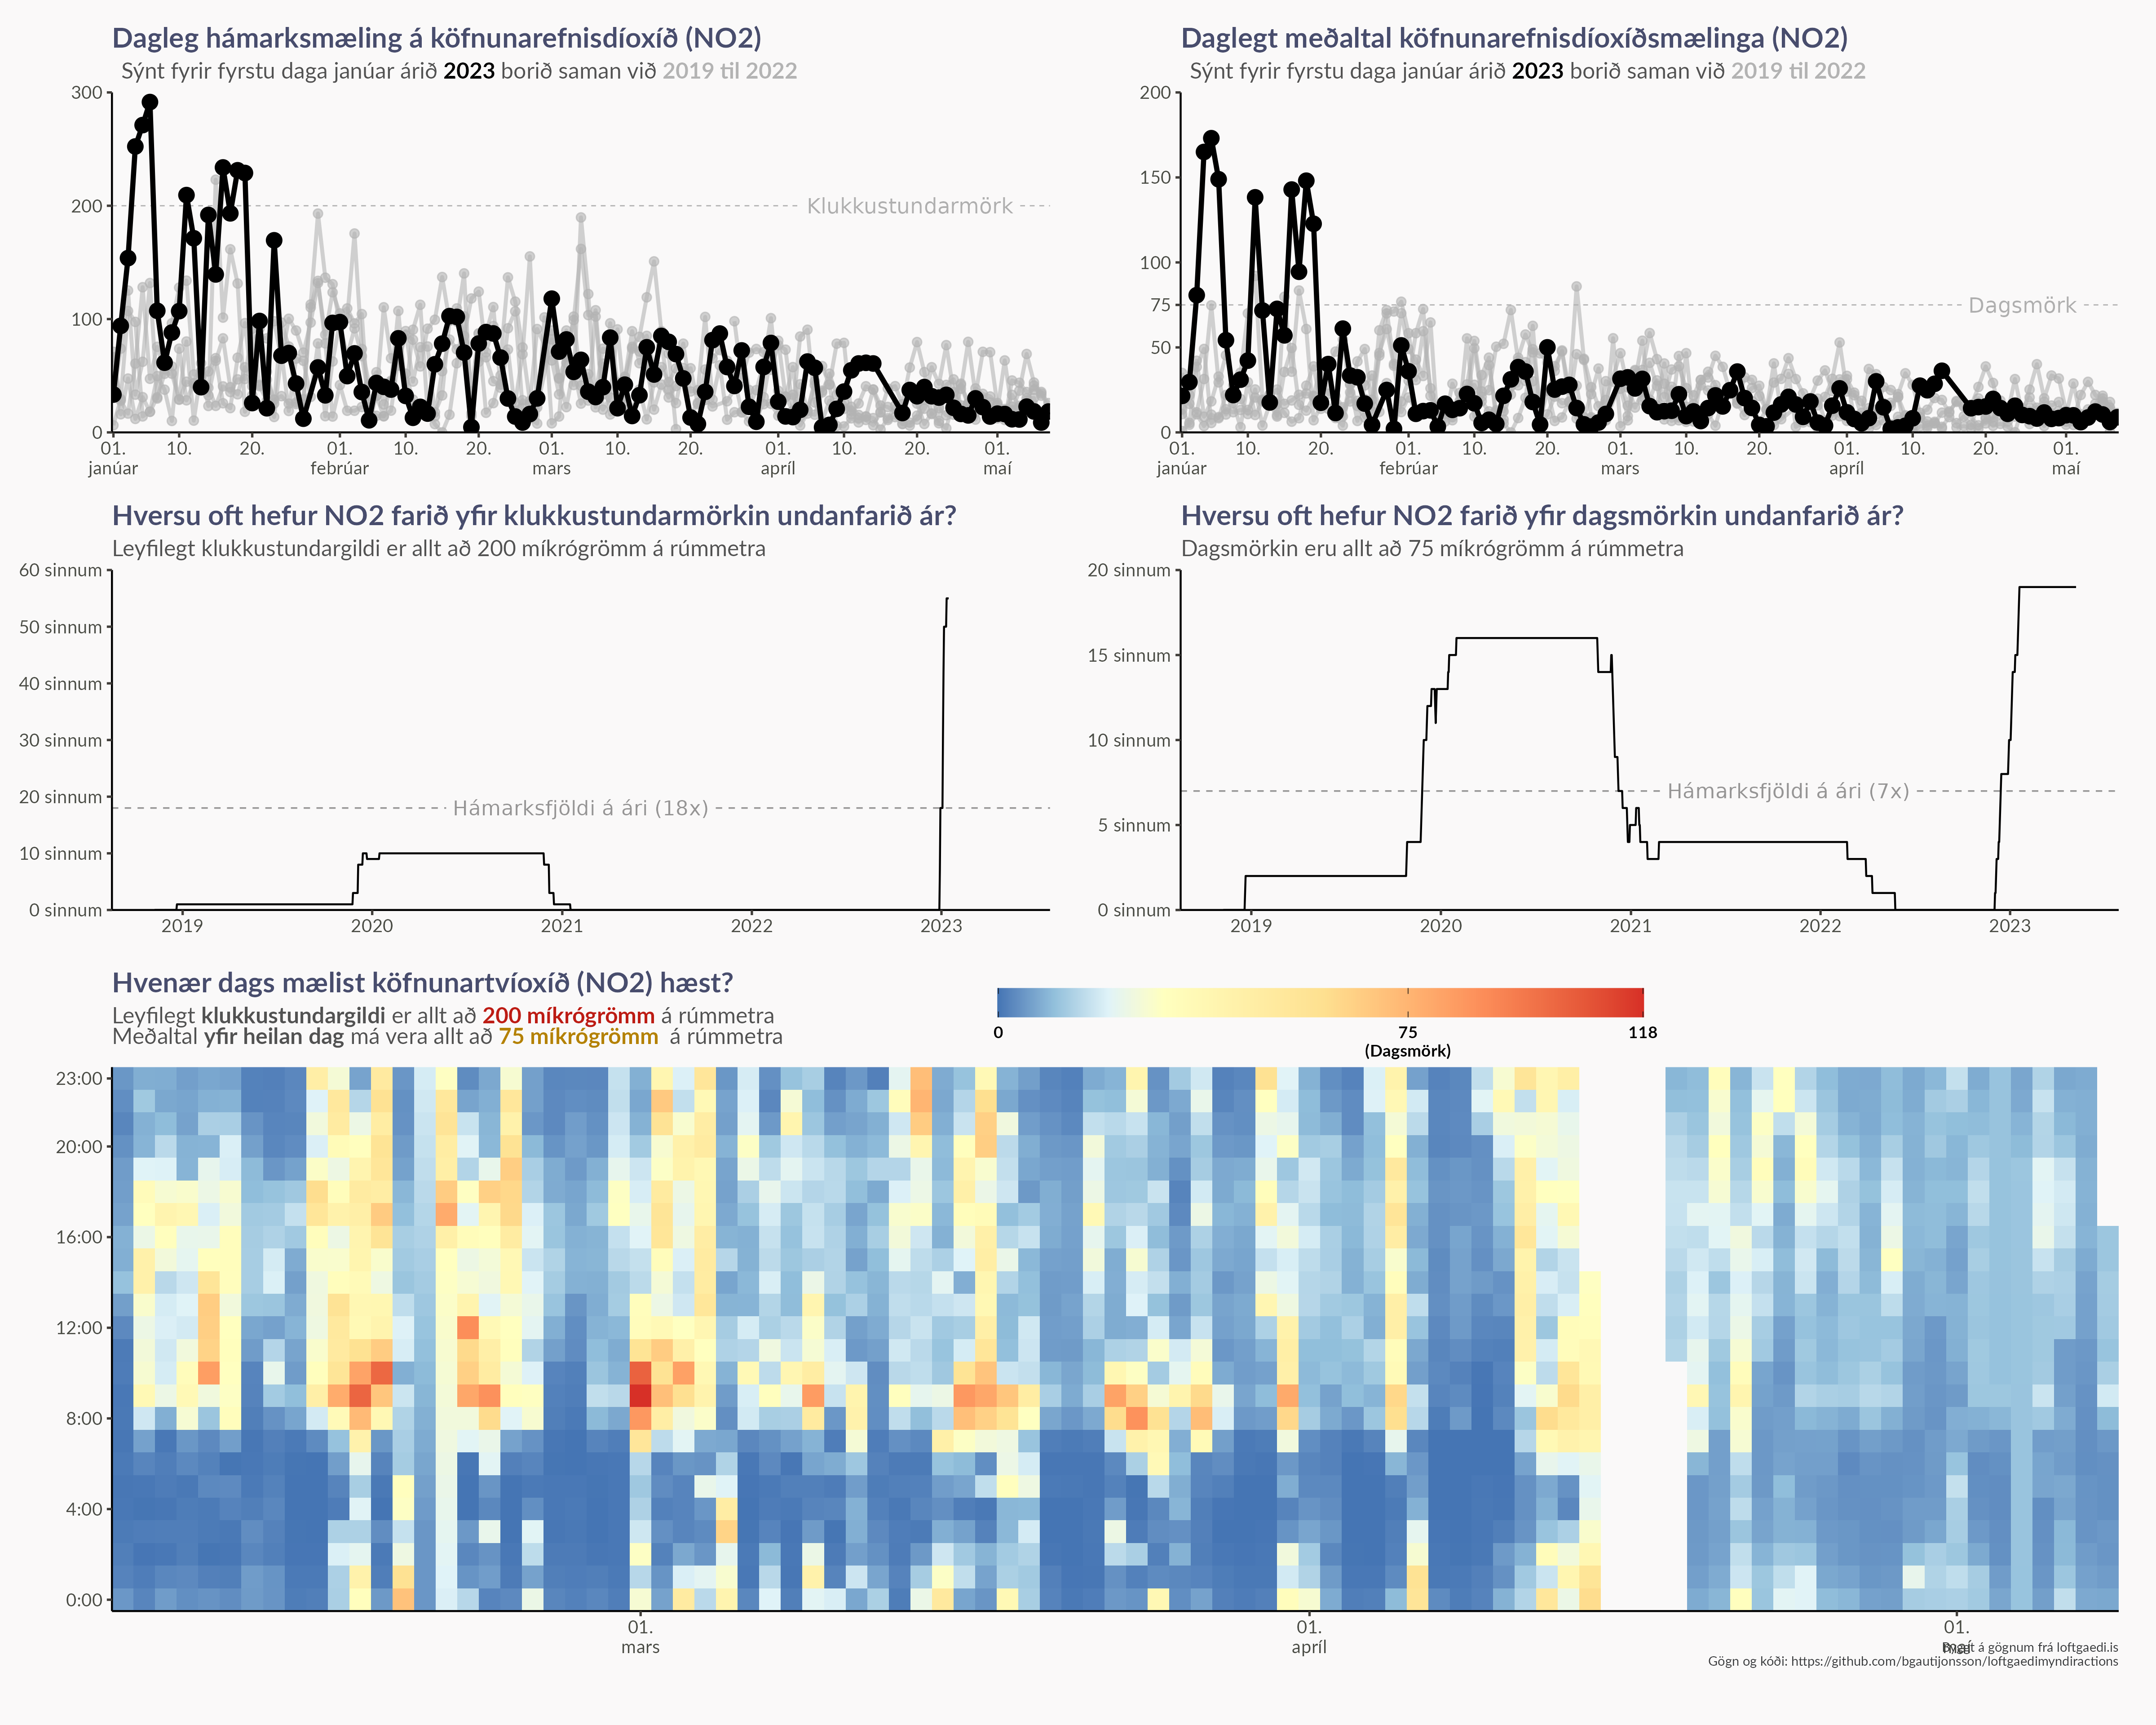 Dagleg hámarksmæling á köfnunarefnisdíoxíð (NO2)
Sýnt fyrir fyrstu daga janúar árið 2023 borið saman við 2019 til 2022
300
200
100
0
Klukkustundarmörk
01. 10. 20. 01. 10. 20. 01. 10. 20. 01. 10. 20. 01.
janúar febrúar mars apríl maí
Daglegt meðaltal köfnunarefnisdíoxíðsmælinga (NO2)
Sýnt fyrir fyrstu daga janúar árið 2023 borið saman við 2019 til 2022
200
150
100
75
50
0
Dagsmörk
01. 10. 20. 01. 10. 20. 01. 10. 20. 01. 10. 20. 01.
janúar febrúar mars apríl maí
Hversu oft hefur NO2 farið yfir klukkustundarmörkin undanfarið ár?
Leyfilegt klukkustundargildi er allt að 200 míkrógrömm á rúmmetra
60 sinnum
50 sinnum
40 sinnum
30 sinnum
20 sinnum
10 sinnum
0 sinnum
Hámarksfjöldi á ári (18x)
2019 2020 2021 2022 2023
Hversu oft hefur NO2 farið yfir dagsmörkin undanfarið ár?
Dagsmörkin eru allt að 75 míkrógrömm á rúmmetra
20 sinnum
15 sinnum
10 sinnum
5 sinnum
0 sinnum
Hámarksfjöldi á ári (7x)
2019 2020 2021 2022 2023
Hvenær dags mælist köfnunartvíoxíð (NO2) hæst?
Leyfilegt klukkustundargildi er allt að 200 míkrógrömm á rúmmetra
Meðaltal yfir heilan dag má vera allt að 75 míkrógrömm á rúmmetra
0 75 118
(Dagsmörk)
23:00
20:00
16:00
12:00
8:00
4:00
0:00
01. 01. 01.
mars apríl
á gögnum frá loftgaedi.is
Gögn og kóði: https://github.com/bgautijonsson/loftgaedimyndiractions